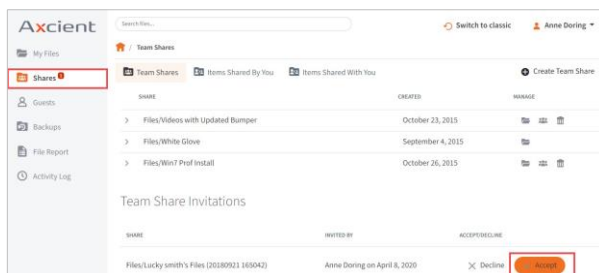 Axcient
Search files...
Switch to classic
Anne Doring
My Files
Shares
Guests
Backups
File Report
Activity Log
/ Team Shares
Team Shares
Items Shared By You
Items Shared With You
Create Team Share
SHARE CREATED MANAGE
Files/Videos with Updated Bumper October 23, 2015
Files/White Glove September 4, 2015
Files/Win7 Prof Install October 26, 2015
Team Share Invitations
SHARE INVITED BY ACCEPT/DECLINE
Files/Lucky smith's Files (20180921 165042) Anne Doring on April 8, 2020 Decline Accept